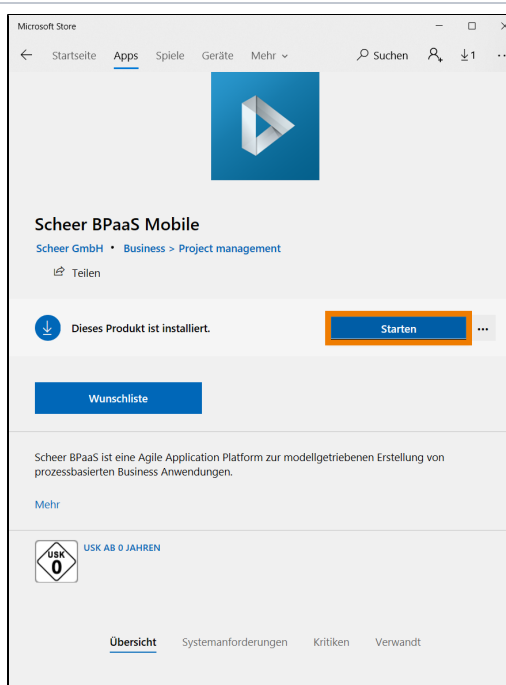 Microsoft Store
Startseite Apps Spiele Geräte Mehr Suchen 1
Scheer BPaaS Mobile
Scheer GmbH • Business > Project management
Teilen
Dieses Produkt ist installiert. Starten
Wunschliste
Scheer BPaaS ist eine Agile Application Platform zur modellgetriebenen Erstellung von
prozessbasierten Business Anwendungen.
Mehr
USK AB 0 JAHREN
USK
0
Übersicht Systemanforderungen Kritiken Verwandt